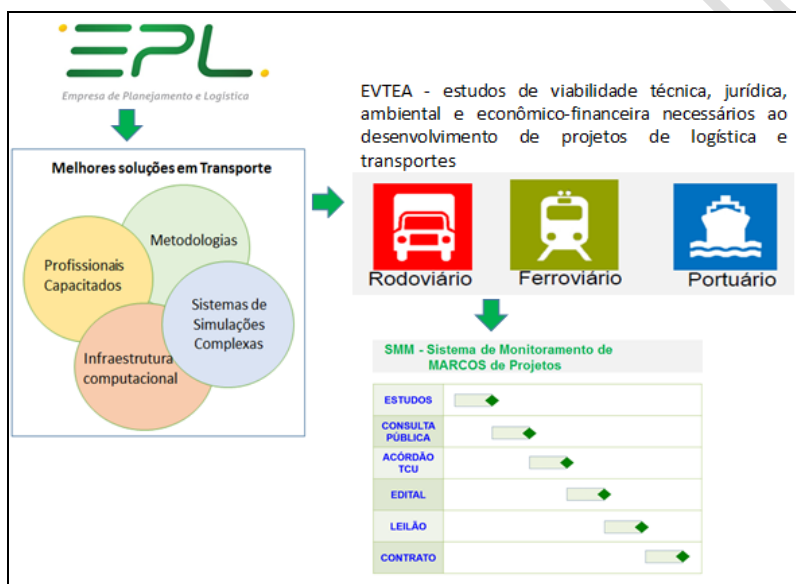 EPL.
Empresa de Planejamento e Logística
Melhores soluções em Transporte
Metodologias
Profissionais
Capacitados
Sistemas de
Simulações
Complexas
Infraestrutura
computacional
EVTEA - estudos de viabilidade técnica, jurídica,
ambiental e econômico-financeira necessários ao
desenvolvimento de projetos de logística e
transportes
Rodoviário
Ferroviário
Portuário
SMM - Sistema de Monitoramento de
MARCOS de Projetos
ESTUDOS
CONSULTA
PÚBLICA
ACÓRDÃO
TCU
EDITAL
LEILÃO
CONTRATO